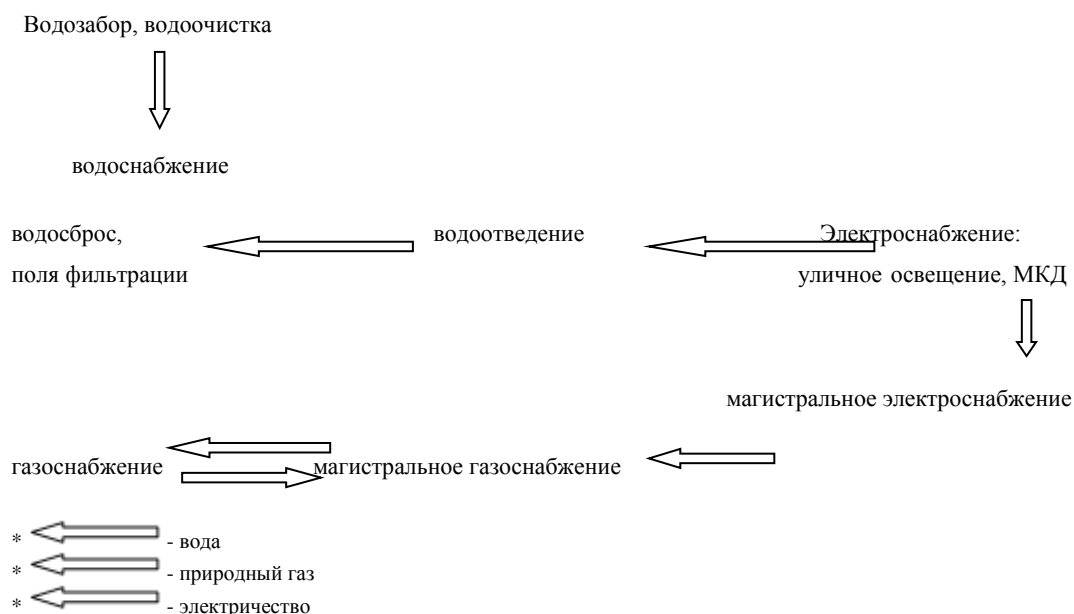 Водозабор, водоочистка
водоснабжение
водосброс, водоотведение Электроснабжение:
поля фильтрации уличное освещение, МКД
магистральное электроснабжение
газоснабжение магистральное газоснабжение
* - вода
* - природный газ
* - электричество